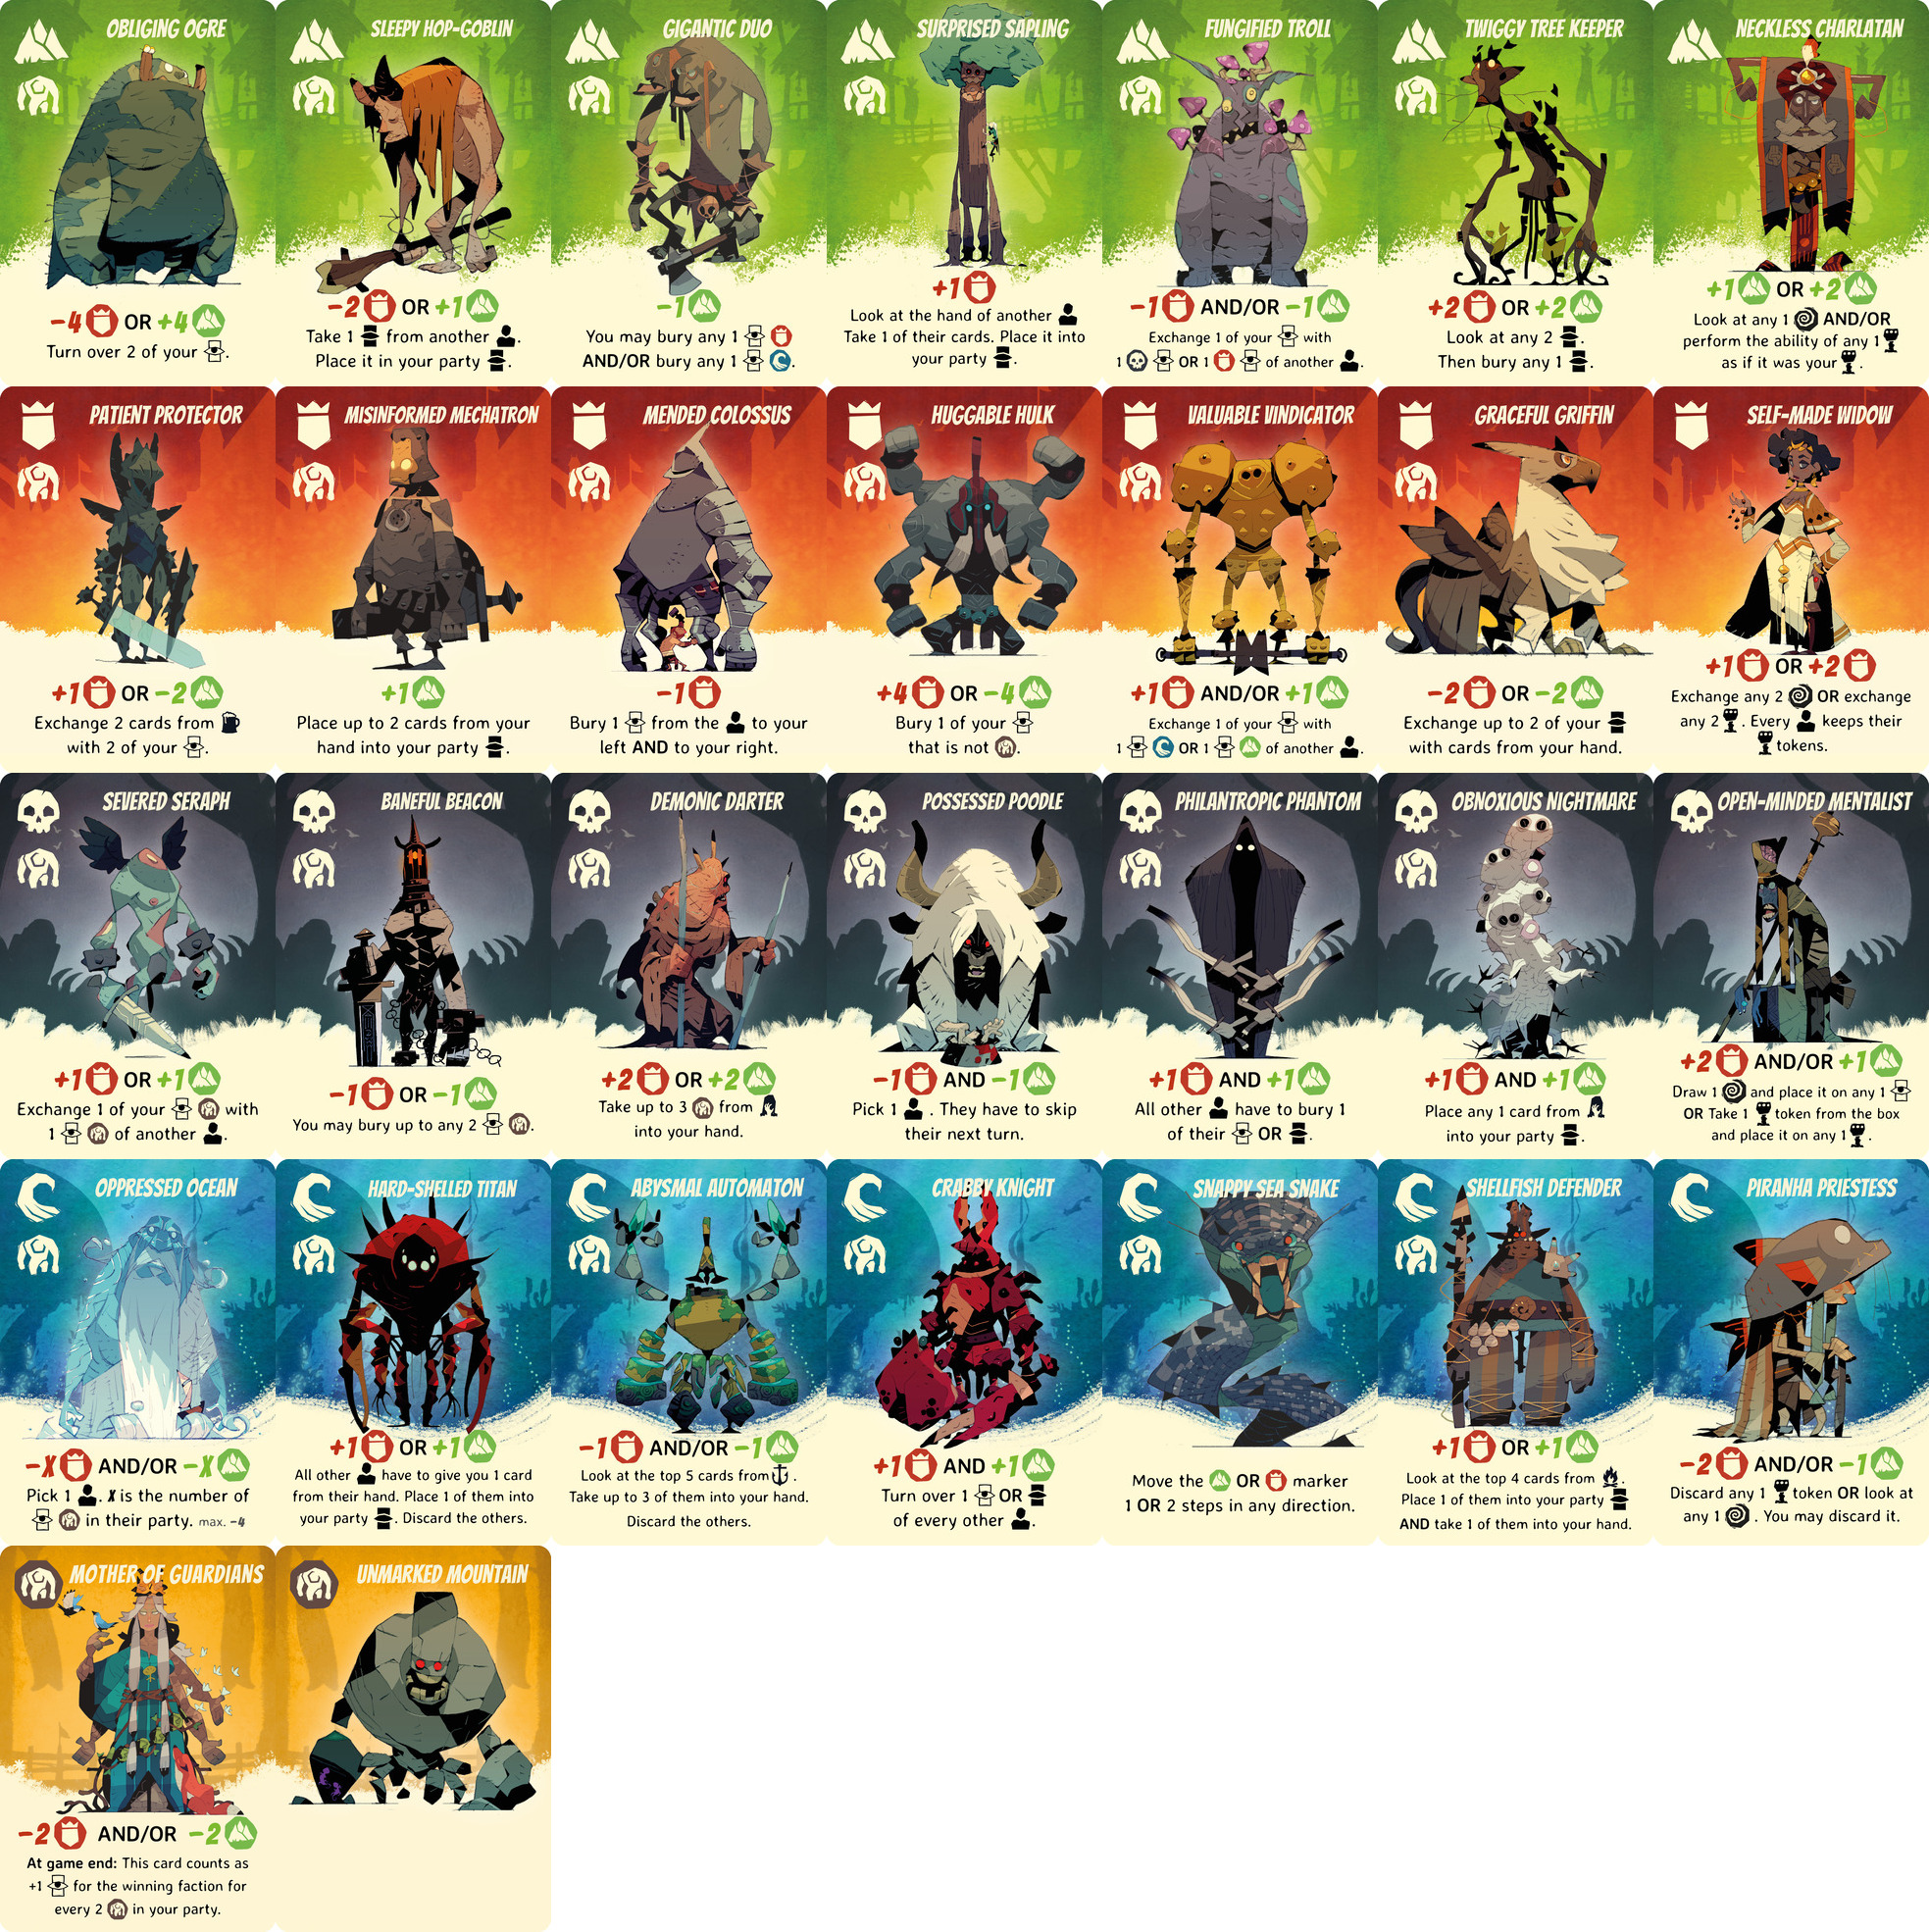 OBLIGING OGRE
-4 OR +4
Turn over 2 of your .
SLEEPY HOP-GOBLIN
-2 OR +1
Take 1 from another .
Place it in your party .
GIGANTIC DUO
-1
You may bury any 1
AND/OR bury any 1 .
SURPRISED SAPLING
+1
Look at the hand of another
Take 1 of their cards. Place it into
your party .
FUNGIFIED TROLL
-1 AND/OR -1
Exchange 1 of your with
1 OR 1 of another .
TWIGGY TREE KEEPER
+2 OR +2
Look at any 2 .
Then bury any 1 .
NECKLESS CHARLATAN
+1 OR +2
Look at any 1 AND/OR
perform the ability of any 1
as if it was your .
PATIENT PROTECTOR
+1 OR -2
Exchange 2 cards from
with 2 of your .
MISINFORMED MECHATRON
+1
Place up to 2 cards from your
hand into your party .
MENDED COLOSSUS
-1
Bury 1 from the to your
left AND to your right.
HUGGABLE HULK
+4 OR -4
Bury 1 of your
that is not .
VALUABLE VINDICATOR
+1 AND/OR +1
Exchange 1 of your with
1 OR 1 of another .
GRACEFUL GRIFFIN
-2 OR -2
Exchange up to 2 of your
with cards from your hand.
SELF-MADE WIDOW
+1 OR +2
Exchange any 2 OR exchange
any 2 . Every keeps their
tokens.
SEVERED SERAPH
+1 OR +1
Exchange 1 of your with
1 of another .
BANEFUL BEACON
-1 OR -1
You may bury up to any 2 .
DEMONIC DARTER
+2 OR +2
Take up to 3 from
into your hand.
POSSESSED POODLE
-1 AND -1
Pick 1 . They have to skip
their next turn.
PHILANTROPIC PHANTOM
+1 AND +1
All other have to bury 1
of their OR .
OBNOXIOUS NIGHTMARE
+1 AND +1
Place any 1 card from
into your party .
OPEN-MINDED MENTALIST
+2 AND/OR +1
Draw 1 and place it on any 1
OR Take 1 token from the box
and place it on any 1 .
OPPRESSED OCEAN
-X AND/OR -X
Pick 1 . X is the number of
in their party. max. -4
HARD-SHELLED TITAN
+1 OR +1
All other have to give you 1 card
from their hand. Place 1 of them into
your party . Discard the others.
ABYSMAL AUTOMATON
-1 AND/OR -1
Look at the top 5 cards from .
Take up to 3 of them into your hand.
Discard the others.
CRABBY KNIGHT
+1 AND +1
Turn over 1 OR
of every other .
SNAPPY SEA SNAKE
Move the OR marker
1 OR 2 steps in any direction.
SHELLFISH DEFENDER
+1 OR +1
Look at the top 4 cards from .
Place 1 of them into your party
AND take 1 of them into your hand.
PIRANHA PRIESTESS
-2 AND/OR -1
Discard any 1 token OR look at
any 1 . You may discard it.
MOTHER OF GUARDIANS
-2 AND/OR -2
At game end: This card counts as
+1 for the winning faction for
every 2 in your party.
UNMARKED MOUNTAIN